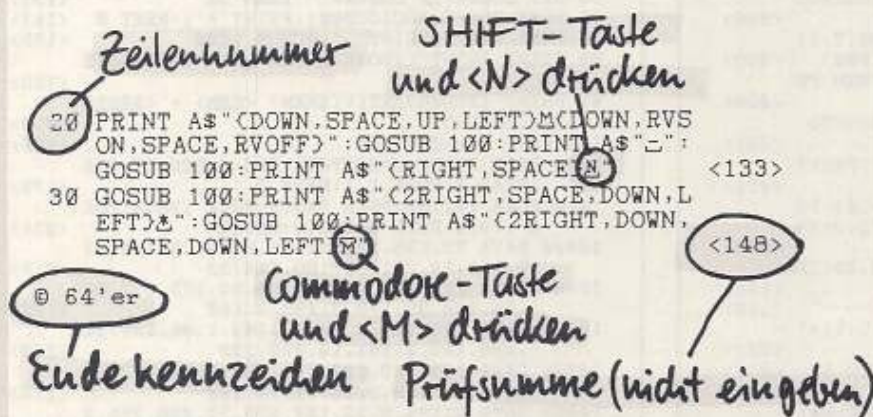 Zeilennummer
SHIFT-Taste
und <N> drücken
20 PRINT A$"{DOWN,SPACE,UP,LEFT}M{DOWN,RVS
ON,SPACE,RVOFF}":GOSUB 100:PRINT A$"_":
GOSUB 100:PRINT A$"{RIGHT,SPACE}N" <133>
30 GOSUB 100:PRINT A$"{2RIGHT,SPACE,DOWN,L
EFT}*":GOSUB 100:PRINT A$"{2RIGHT,DOWN,
SPACE,DOWN,LEFT}M" <148>
© 64'er
Commodore-Taste
und <M> drücken
Endekennzeichen
Prüfsumme (nicht eingeben)